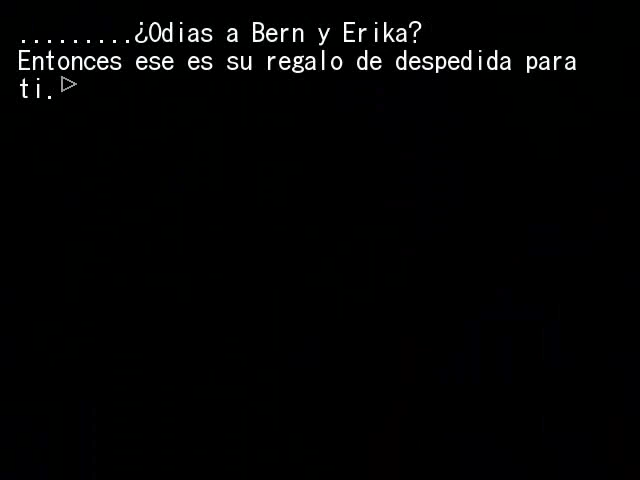 .........¿Odias a Bern y Erika?
Entonces ese es su regalo de despedida para
ti.